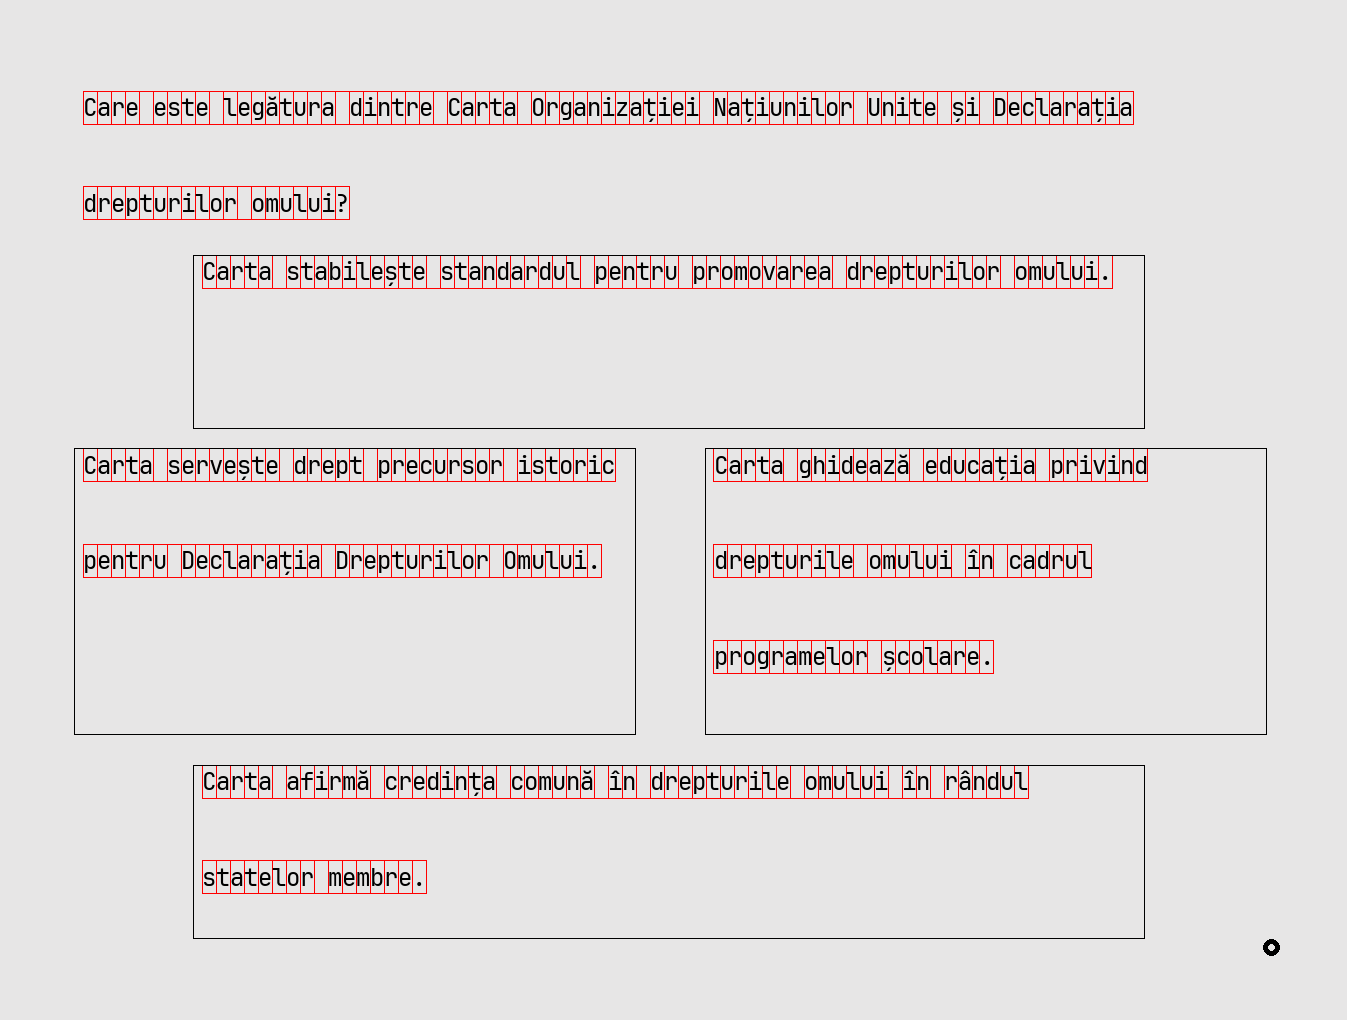 Care este legătura dintre Carta Organizației Națiunilor Unite și Declarația
drepturilor omului?
Carta stabilește standardul pentru promovarea drepturilor omului.
Carta servește drept precursor istoric
pentru Declarația Drepturilor Omului.
Carta ghidează educația privind
drepturile omului în cadrul
programelor școlare.
Carta afirmă credința comună în drepturile omului în rândul
statelor membre.